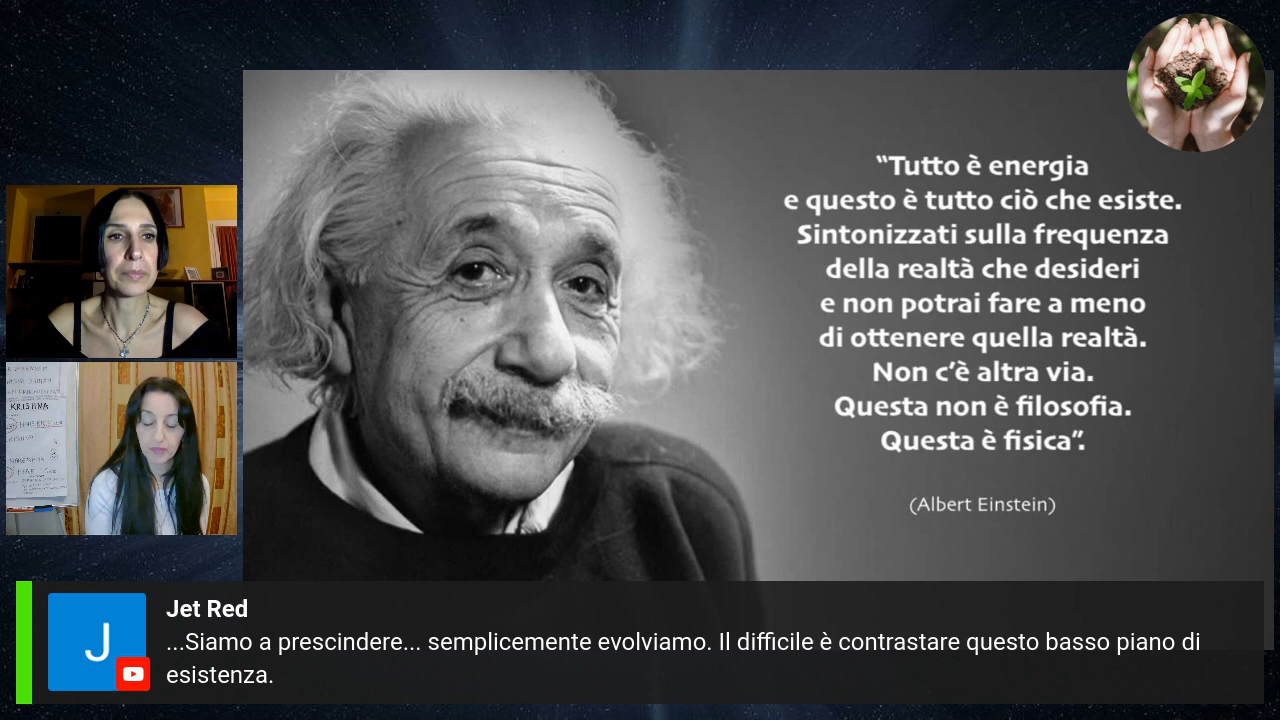 “Tutto è energia
e questo è tutto ciò che esiste.
Sintonizzati sulla frequenza
della realtà che desideri
e non potrai fare a meno
di ottenere quella realtà.
Non c’è altra via.
Questa non è filosofia.
Questa è fisica”.
(Albert Einstein)
KRISHNA
J
Jet Red
...Siamo a prescindere... semplicemente evolviamo. Il difficile è contrastare questo basso piano di
esistenza.